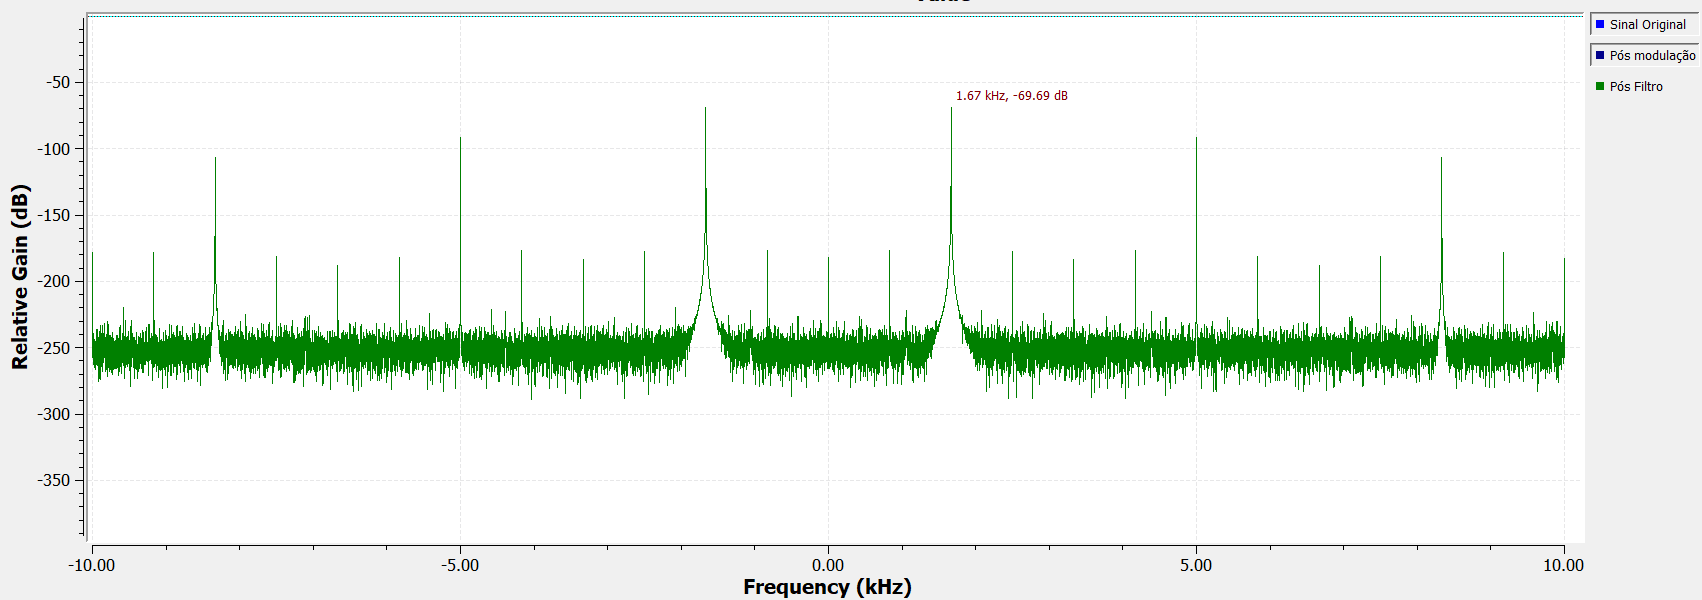 Sinal Original
Pós modulação
Pós Filtro
1.67 kHz, -69.69 dB
Relative Gain (dB)
-50
-100
-150
-200
-250
-300
-350
-10.00 -5.00 0.00 5.00 10.00
Frequency (kHz)